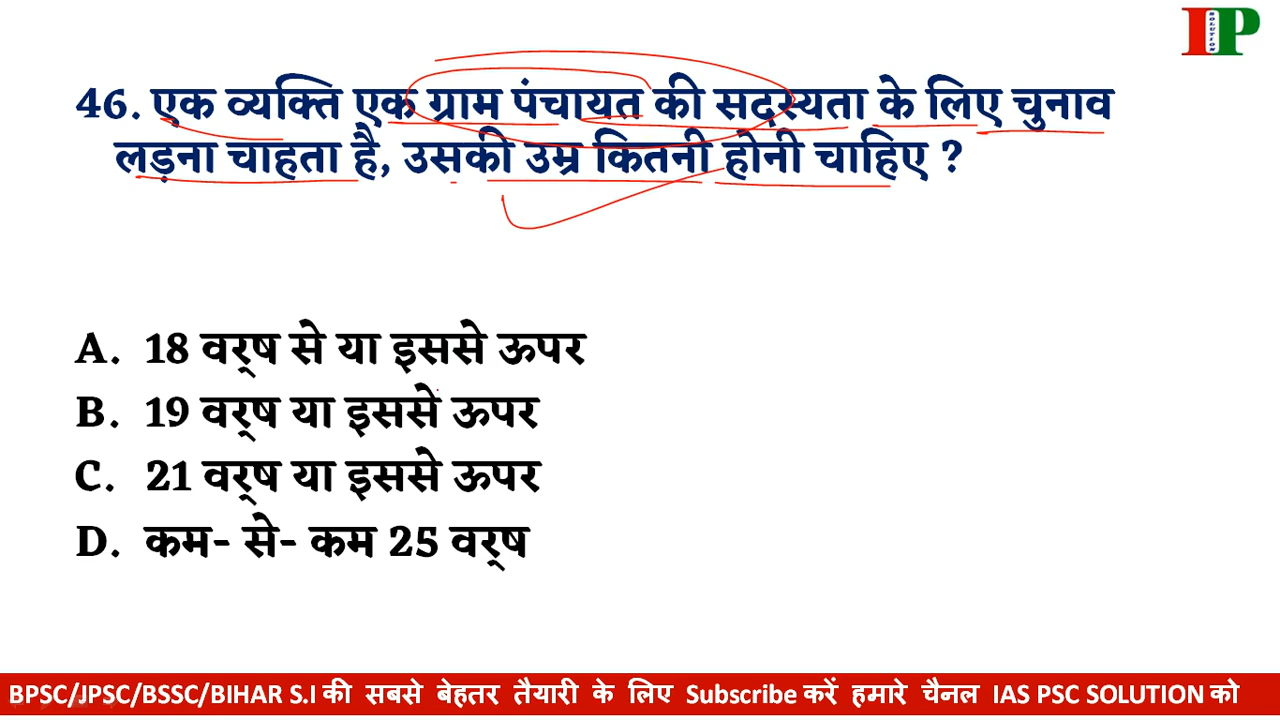 I SOLUTION P
46. एक व्यक्ति एक ग्राम पंचायत की सदस्यता के लिए चुनाव
लड़ना चाहता है, उसकी उम्र कितनी होनी चाहिए ?
A. 18 वर्ष से या इससे ऊपर
B. 19 वर्ष या इससे ऊपर
C. 21 वर्ष या इससे ऊपर
D. कम- से- कम 25 वर्ष
BPSC/JPSC/BSSC/BIHAR S.I की सबसे बेहतर तैयारी के लिए Subscribe करें हमारे चैनल IAS PSC SOLUTION को